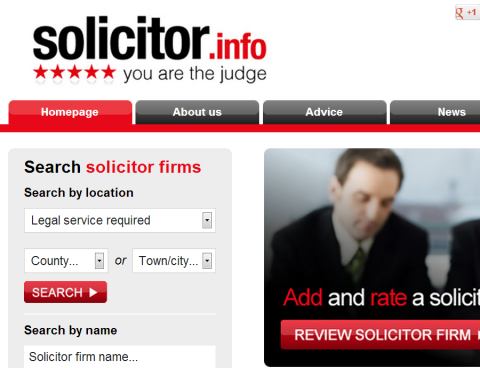 solicitor.info
you are the judge
+1
Homepage About us Advice News
Search solicitor firms
Search by location
Legal service required
County... or Town/city...
SEARCH
Search by name
Solicitor firm name...
Add and rate a solicit
REVIEW SOLICITOR FIRM